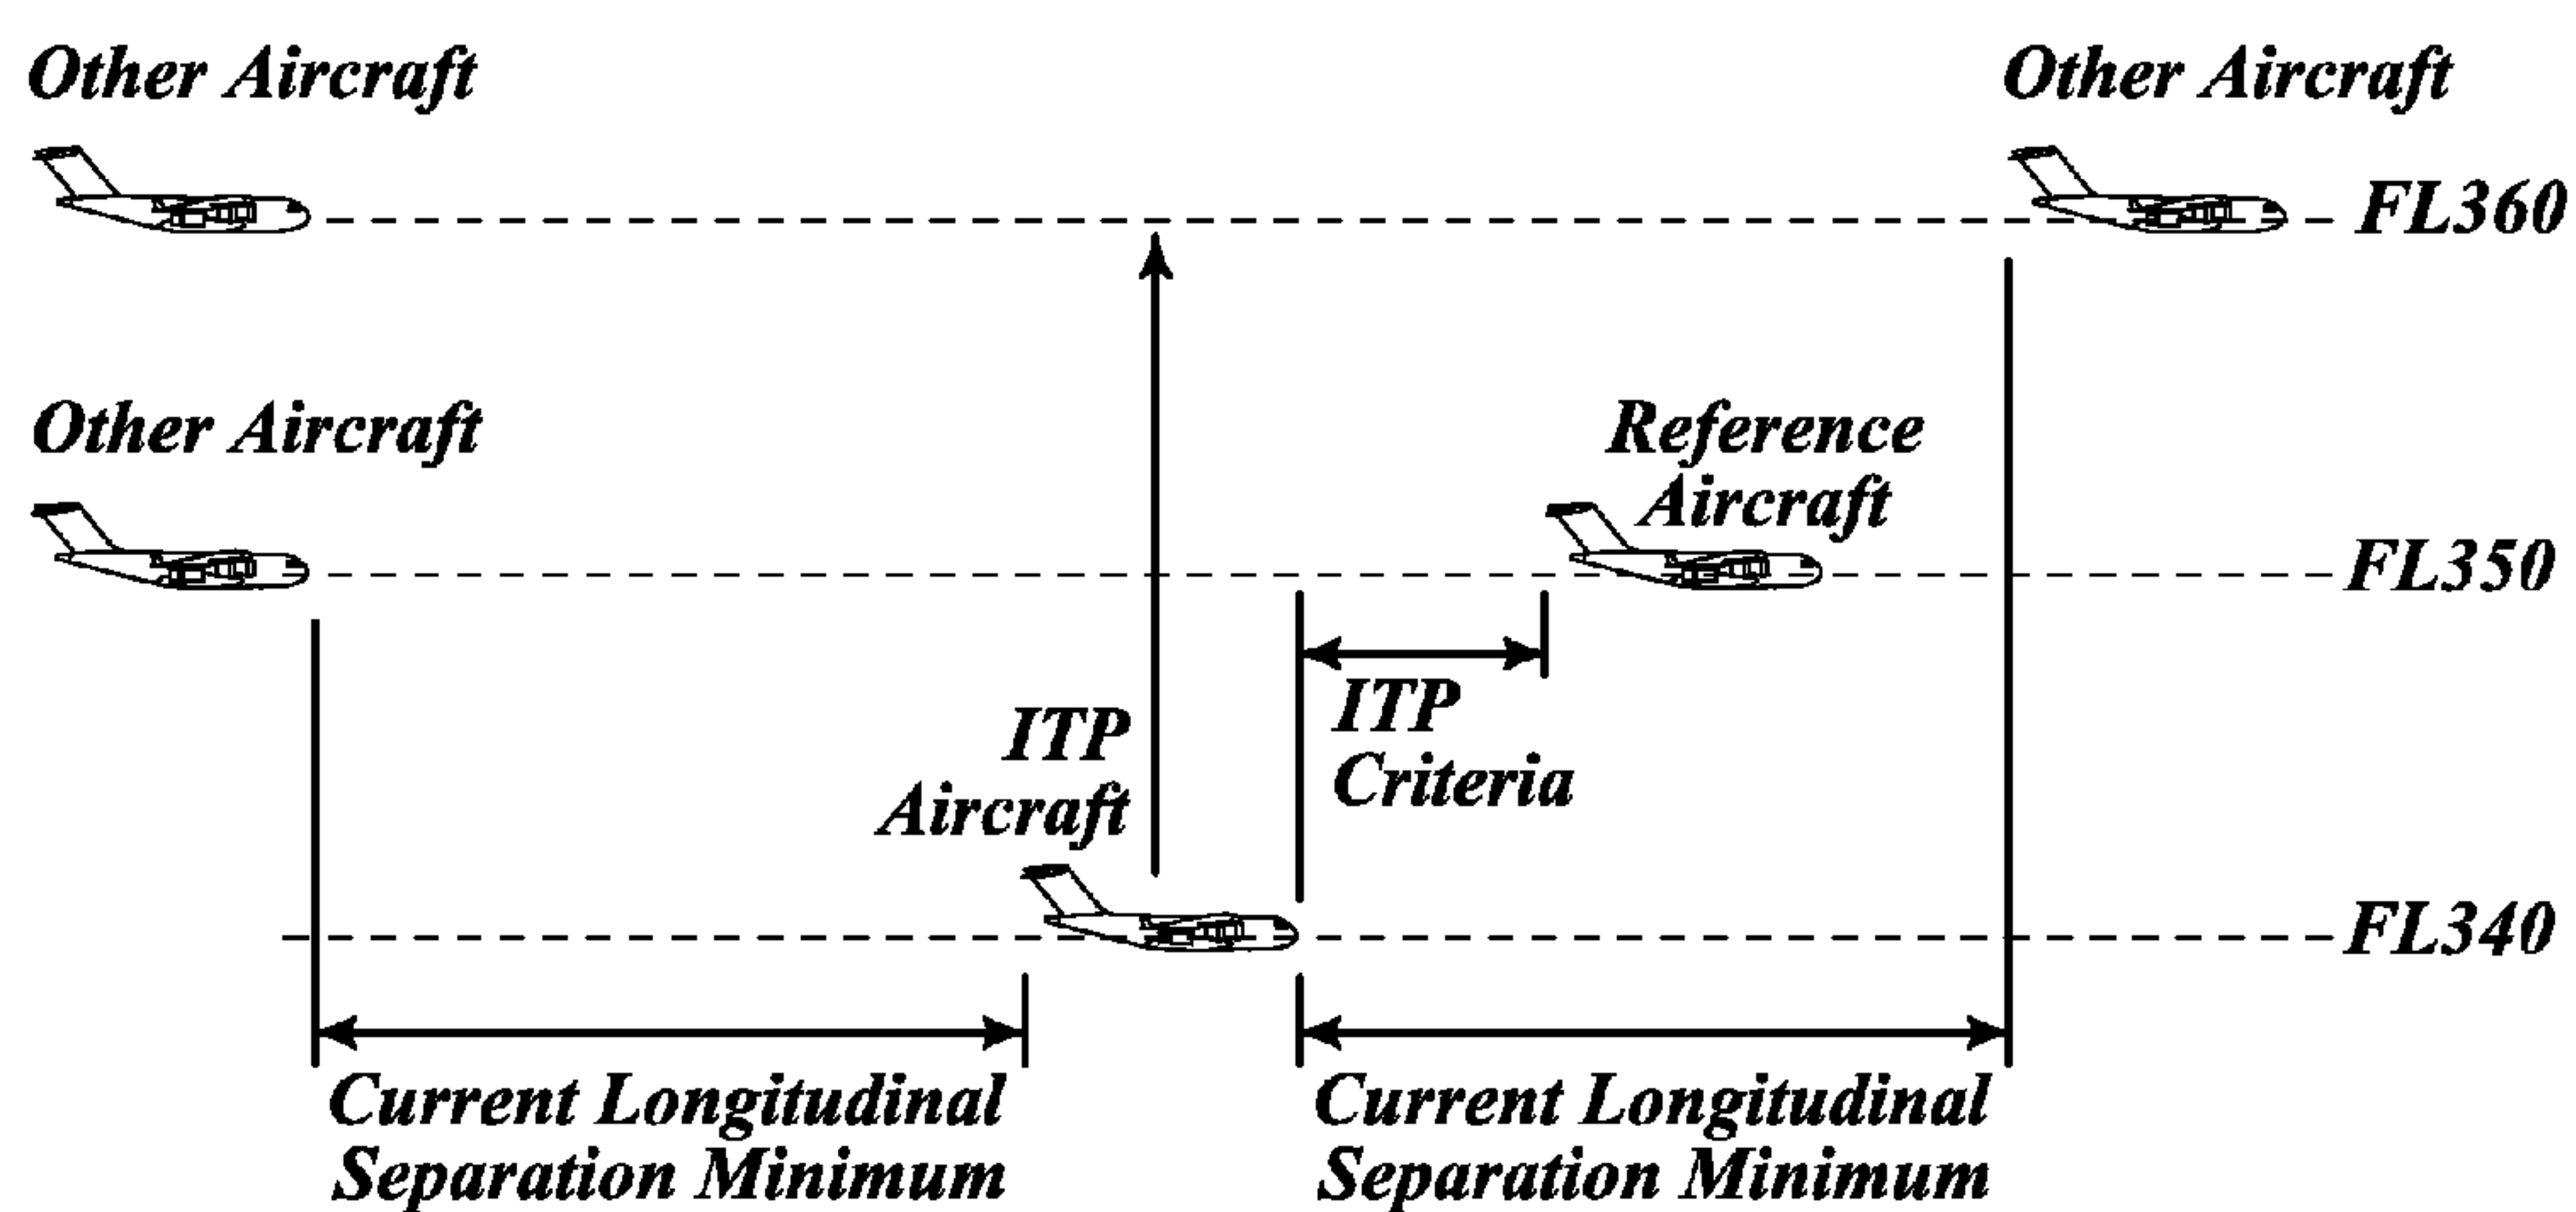 Other Aircraft
Other Aircraft
FL360
Other Aircraft
Reference
Aircraft
FL350
ITP
Aircraft
ITP
Criteria
FL340
Current Longitudinal
Separation Minimum
Current Longitudinal
Separation Minimum